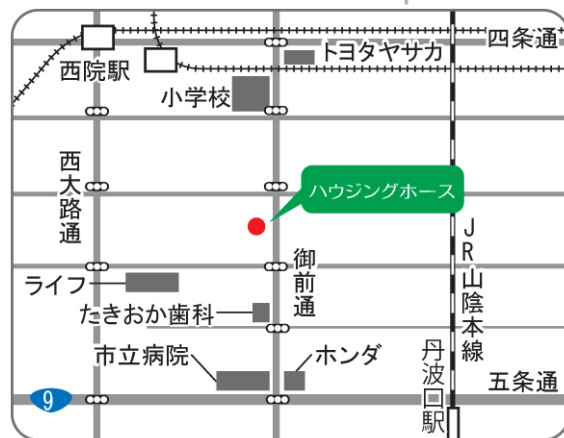 四条通
トヨタヤサカ
西院駅
小学校
西大路通
ハウジングホース
JR山陰本線
御前通
ライフ
たきおか歯科
市立病院
ホンダ
丹波口駅
五条通
9